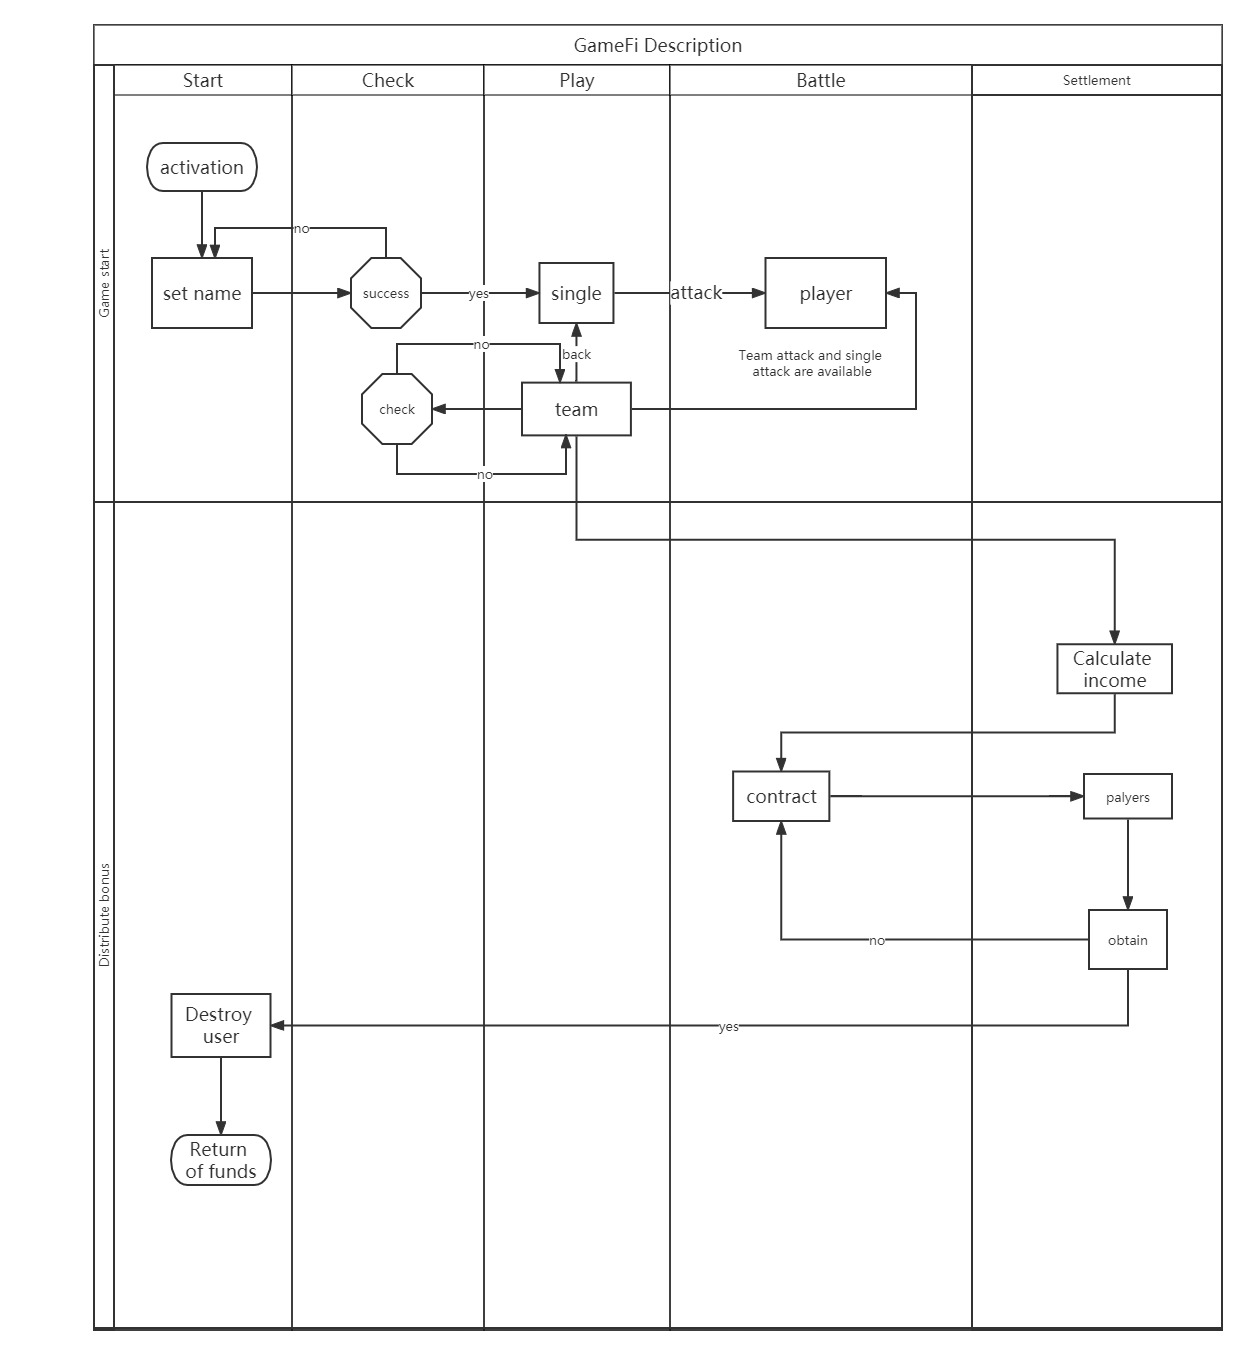 GameFi Description
Start
Check
Play
Battle
Settlement
Game start
activation
no
set name
success
yes
single
attack
player
no
back
Team attack and single
attack are available
check
team
no
Distribute bonus
Calculate
income
contract
palyers
no
obtain
Destroy
user
yes
Return
of funds